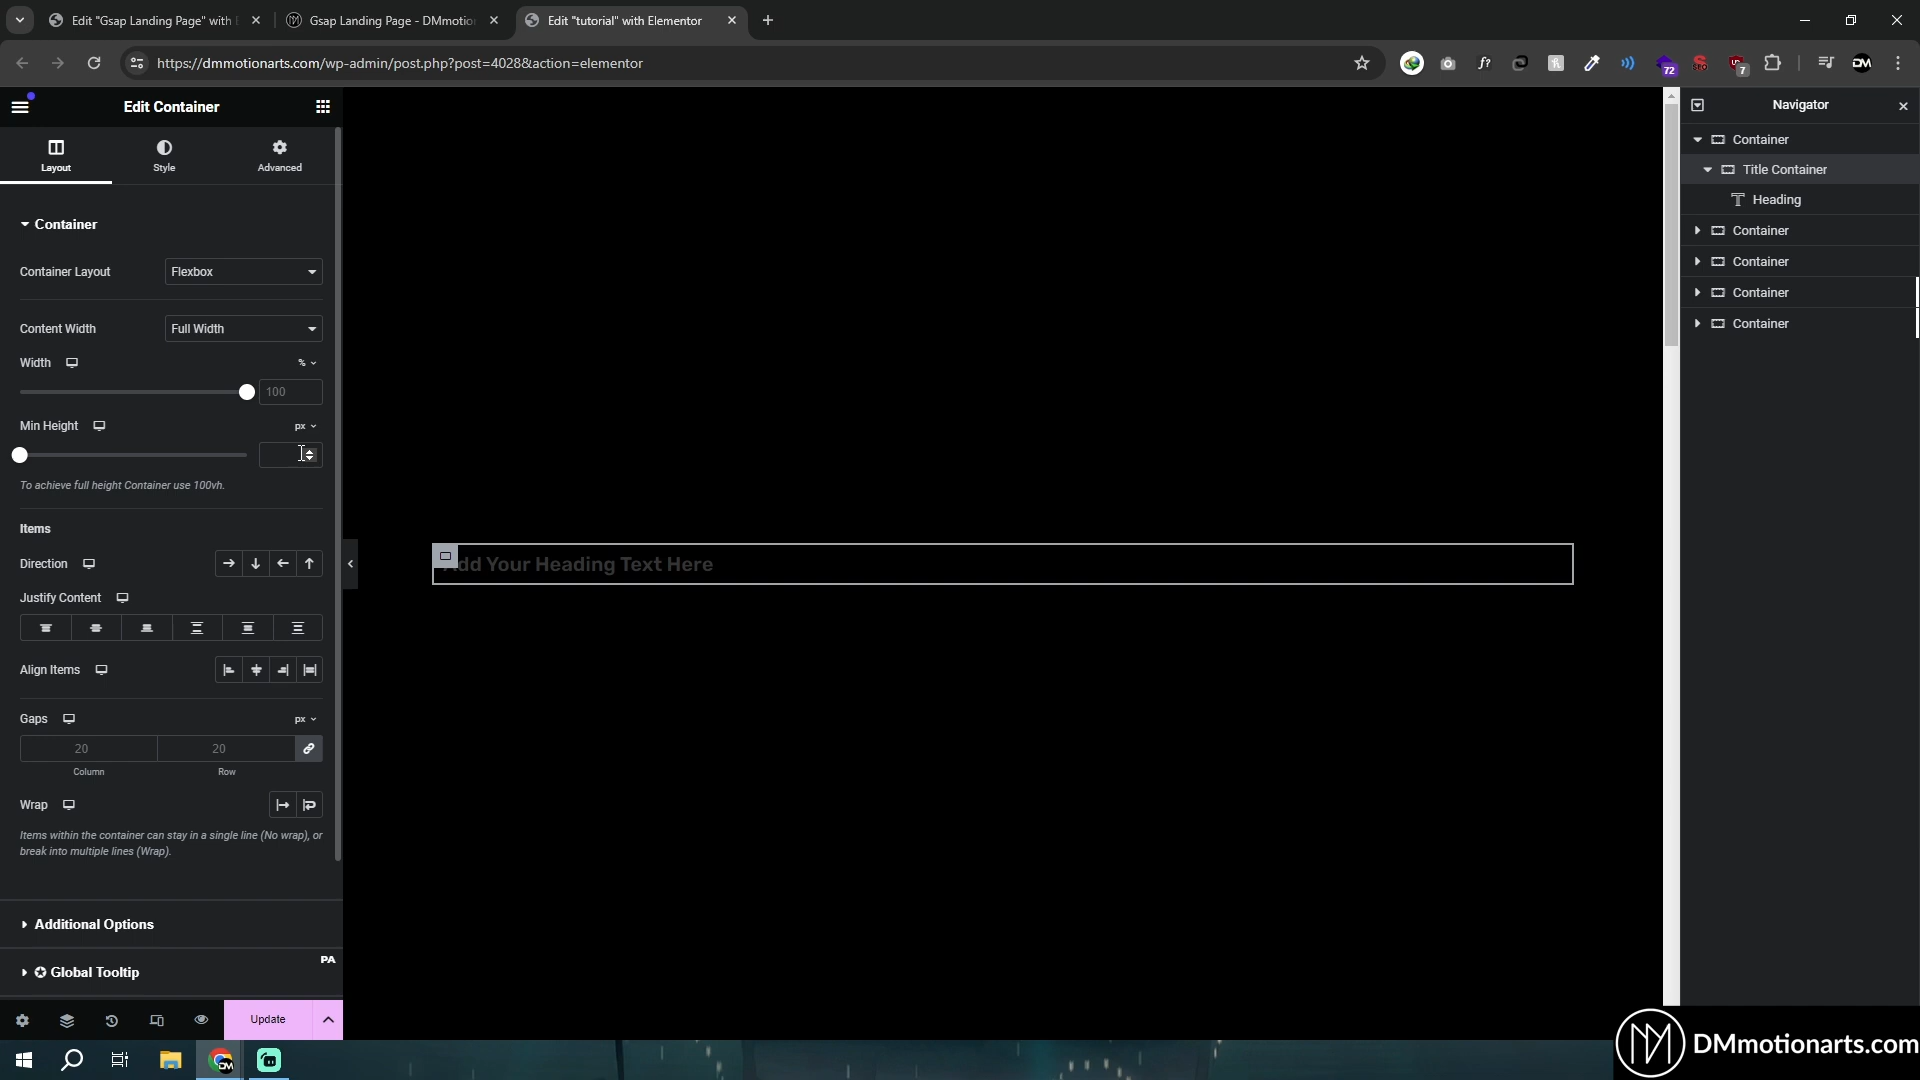 Edit "Gsap Landing Page" with
Gsap Landing Page - DMmotio
Edit "tutorial" with Elementor
https://dmmotionarts.com/wp-admin/post.php?post=4028&action=elementor
f?
72
7
DM
Edit Container
Navigator
Layout
Style
Advanced
Container
Title Container
Heading
Container
Container
Container
Container
Container
Container Layout
Flexbox
Content Width
Full Width
Width
%
100
Min Height
px
To achieve full height Container use 100vh.
Items
Direction
dd Your Heading Text Here
Justify Content
Align Items
Gaps
px
20
20
Column
Row
Wrap
Items within the container can stay in a single line (No wrap), or
break into multiple lines (Wrap).
Additional Options
PA
Global Tooltip
Update
DMmotionarts.com